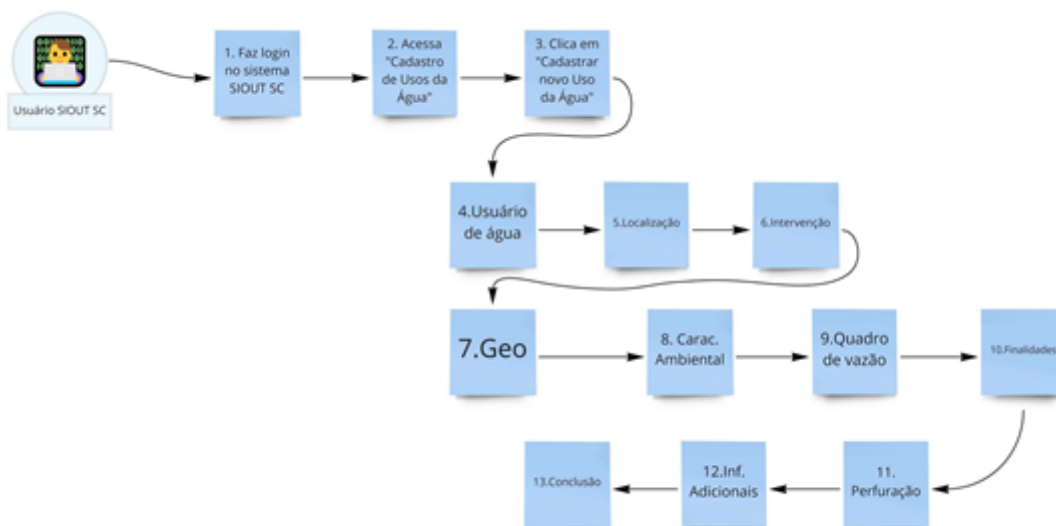 Usuário SIOUT SC
1. Faz login
no sistema
SIOUT SC
2. Acessa
"Cadastro
de Usos da
Água"
3. Clica em
"Cadastrar
novo Uso
da Água"
4.Usuário
de água
5.Localização
6.Intervenção
7.Geo
8. Carac.
Ambiental
9.Quadro
de vazão
10.Finalidades
11.
Perfuração
12.Inf.
Adicionais
13.Conclusão